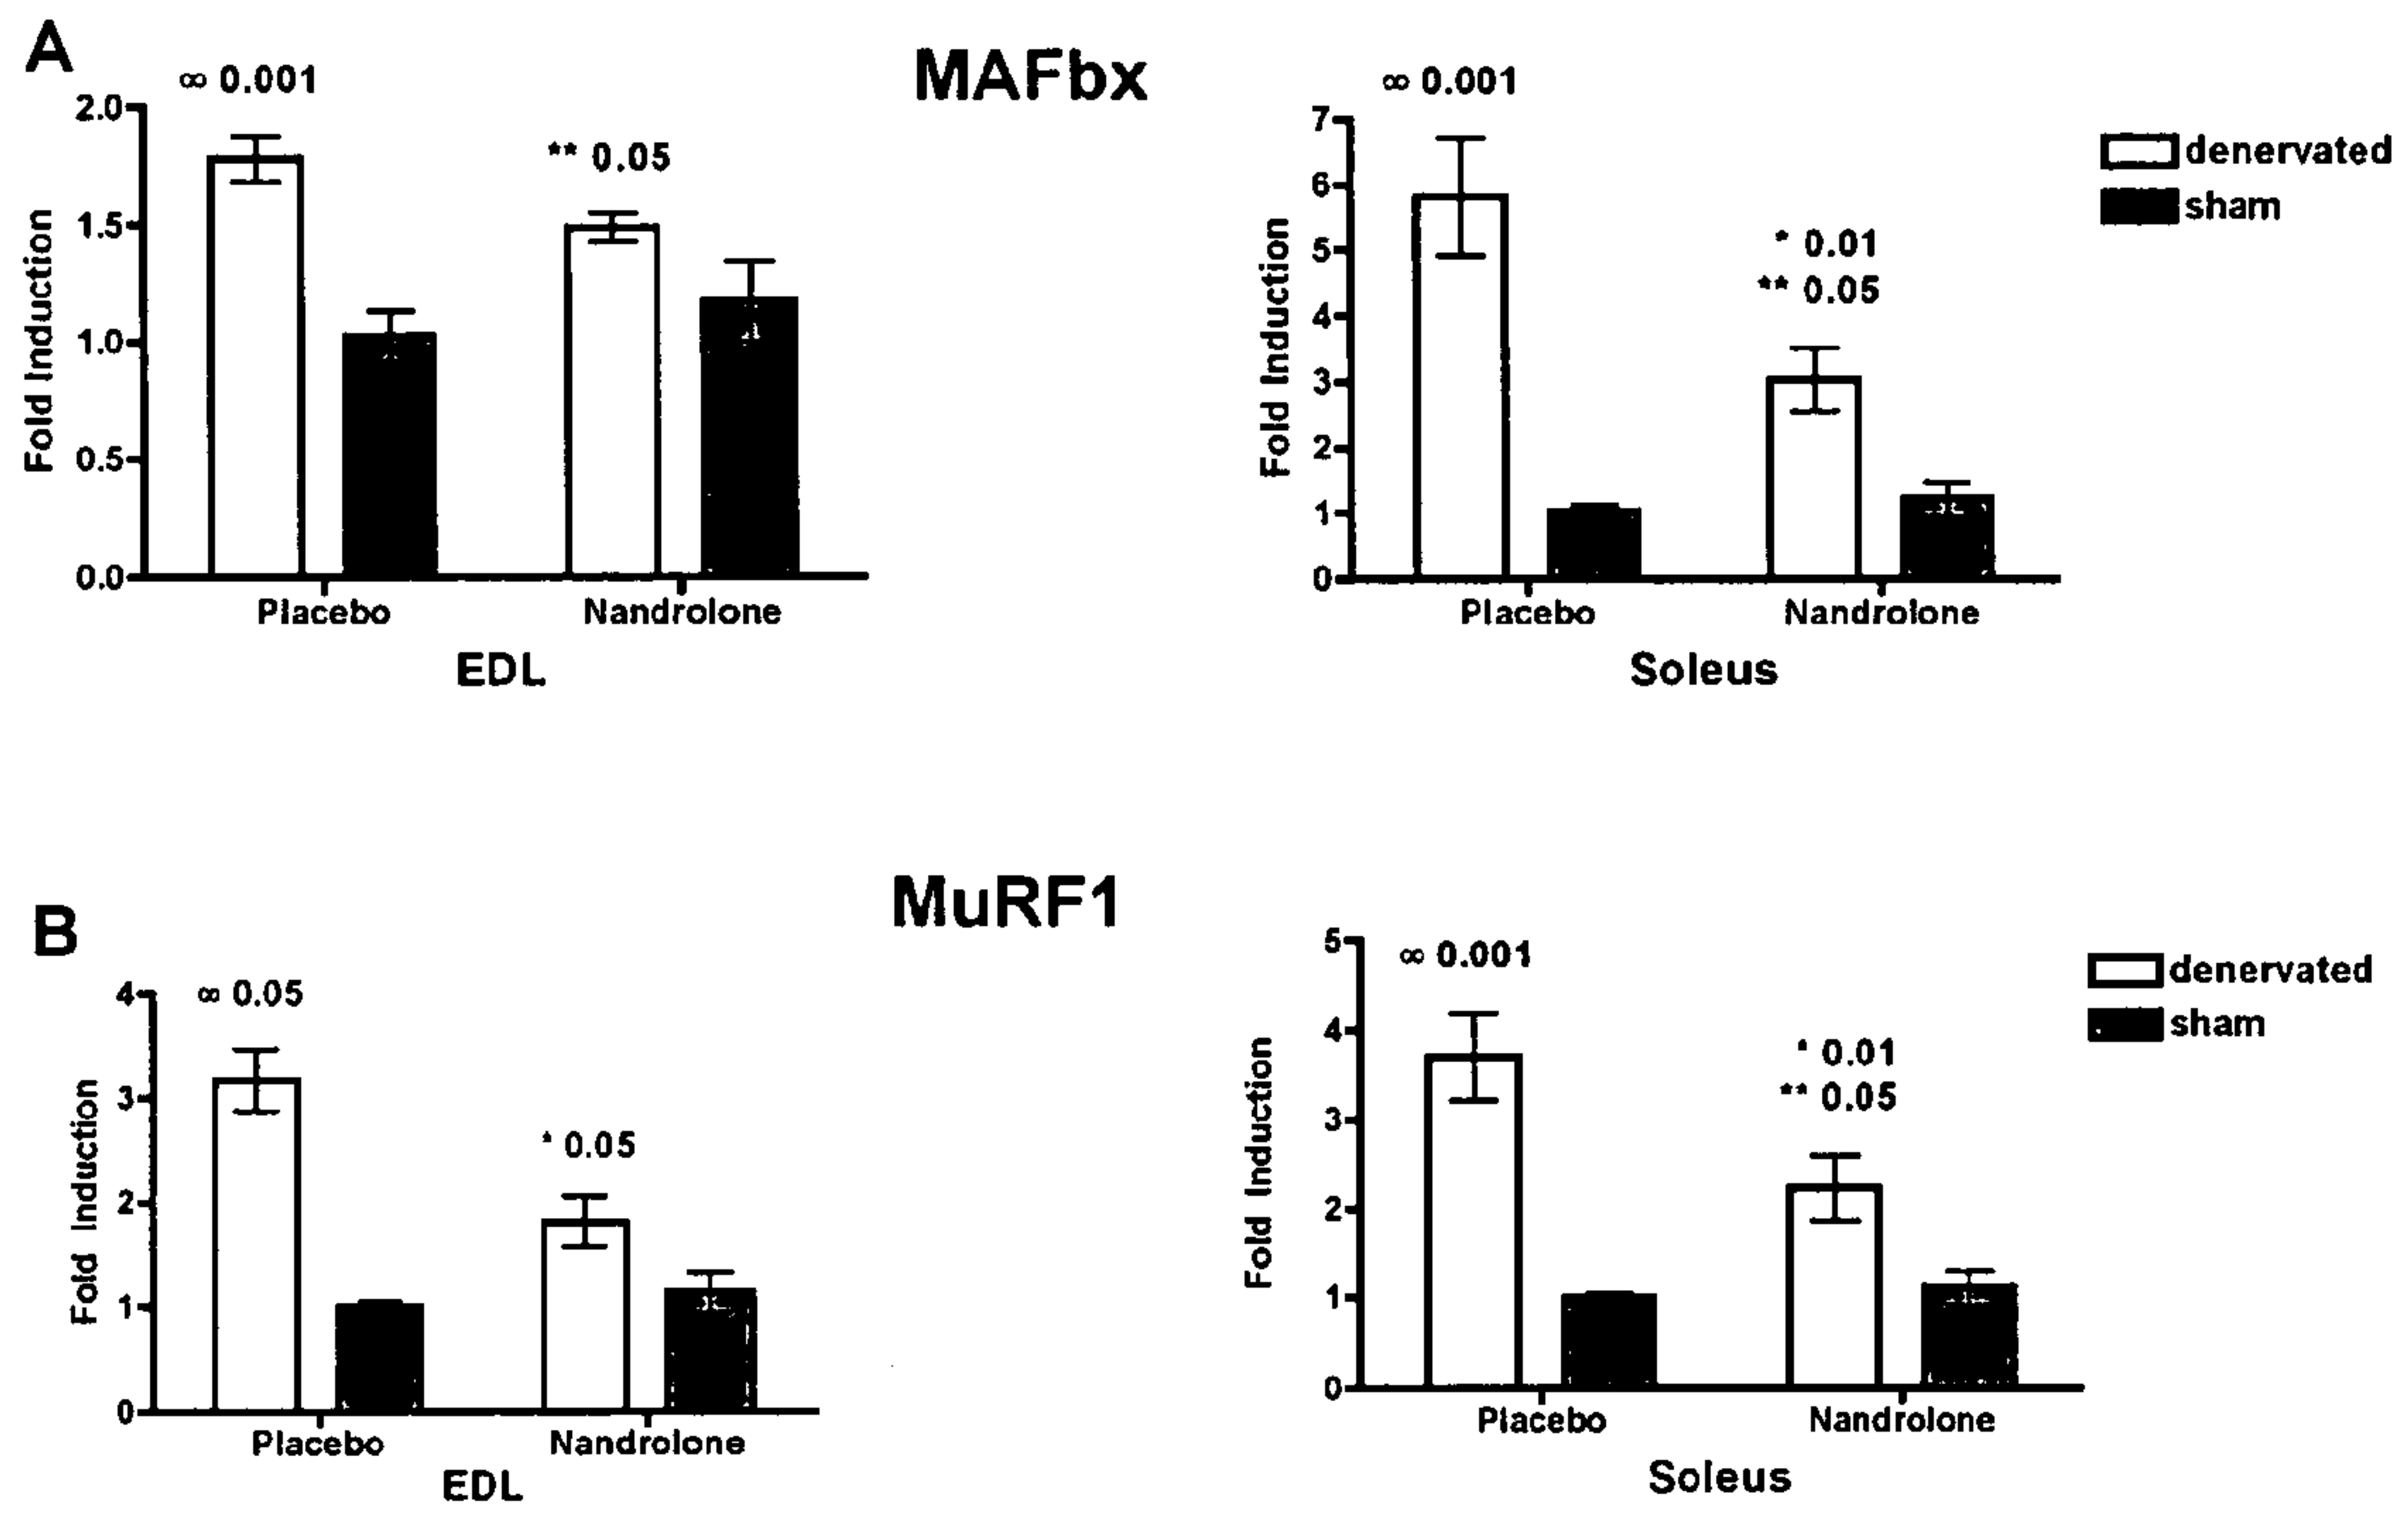 A
MAFbx
∞ 0.001
** 0.05
2.0
1.5
1.0
0.5
0.0
Fold Induction
Placebo
Nandrolone
EDL
∞ 0.001
* 0.01
** 0.05
7
6
5
4
3
2
1
0
Fold Induction
Placebo
Nandrolone
Soleus
denervated
sham
B
MuRF1
∞ 0.05
* 0.05
4
3
2
1
0
Fold Induction
Placebo
Nandrolone
EDL
∞ 0.001
* 0.01
** 0.05
5
4
3
2
1
0
Fold Induction
Placebo
Nandrolone
Soleus
denervated
sham